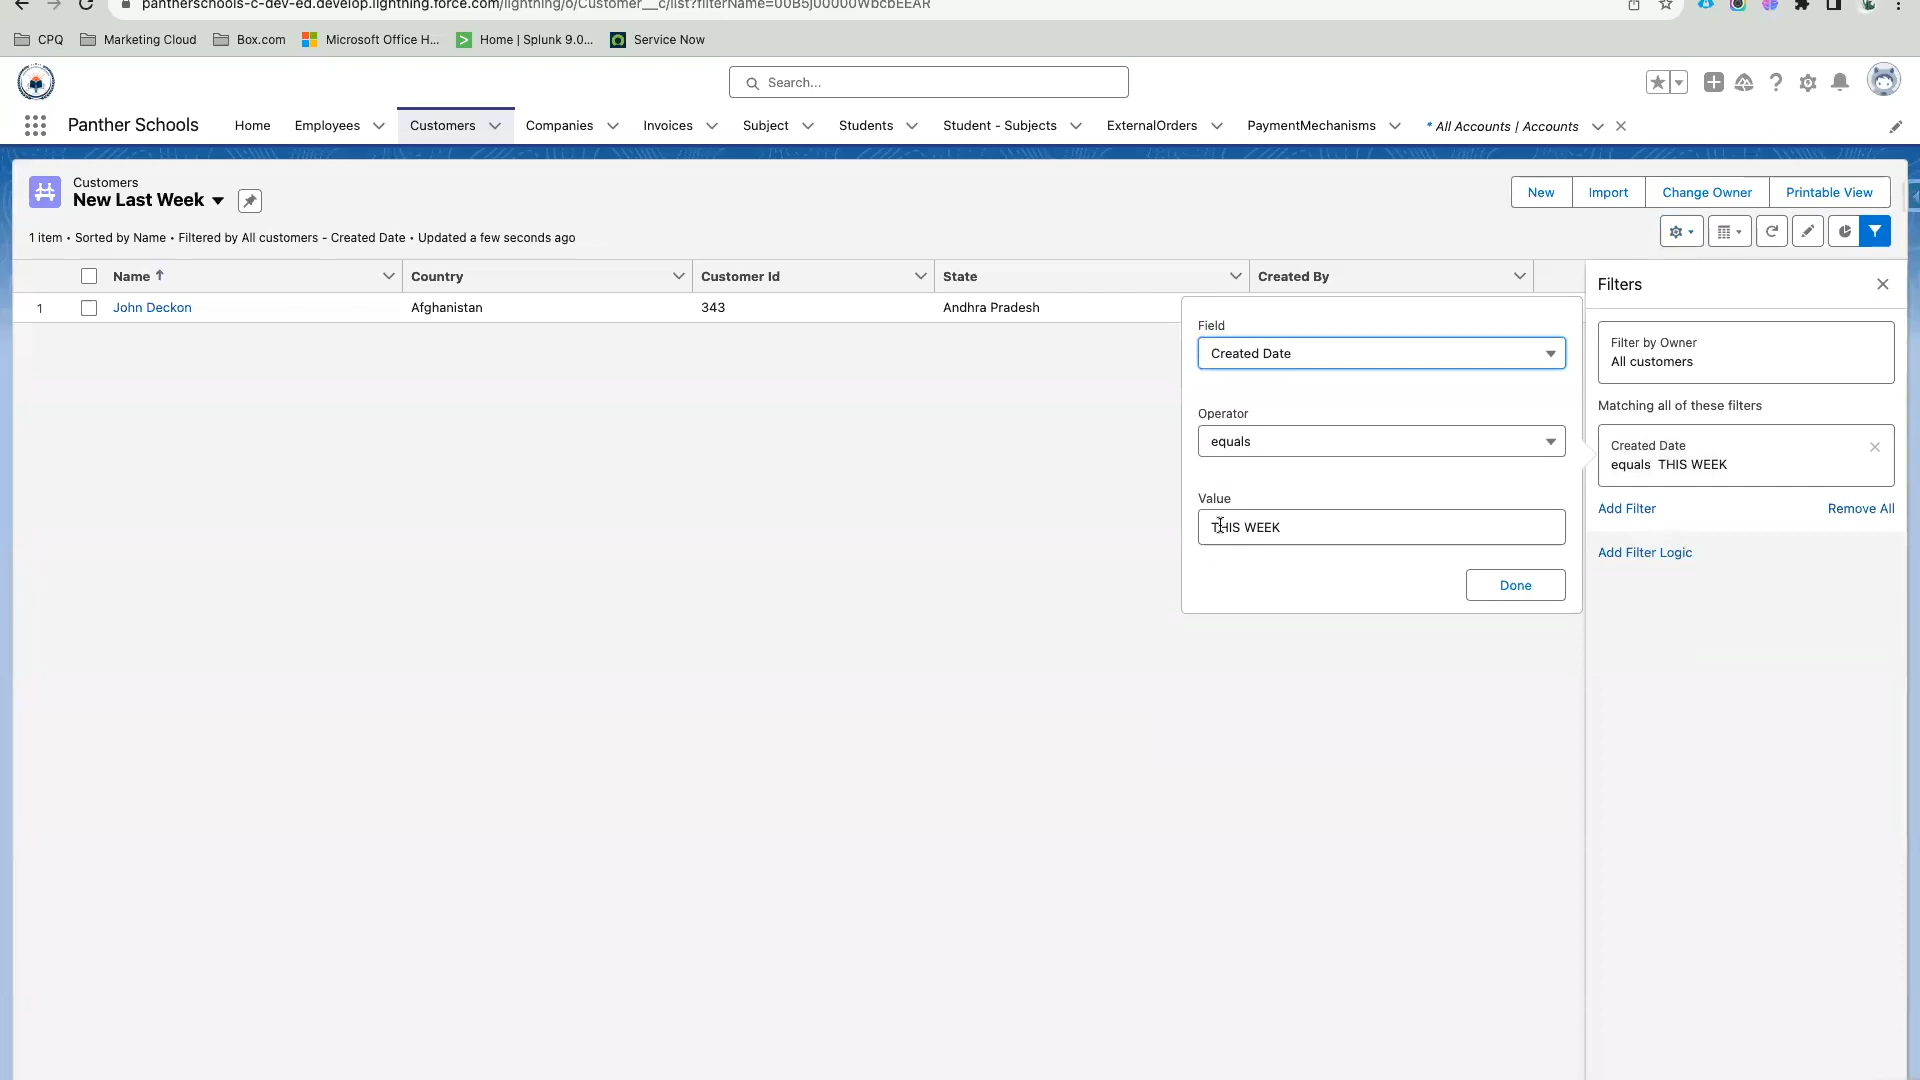 pantherschools-c-dev-ed.develop.lightning.force.com/lightning/o/Customer__c/list?filterName=00B5j00000WbcbEEAR
CPQ Marketing Cloud Box.com Microsoft Office H... Home | Splunk 9.0... Service Now
Search...
Panther Schools Home Employees Customers Companies Invoices Subject Students Student - Subjects ExternalOrders PaymentMechanisms * All Accounts | Accounts
Customers
New Last Week
New Import Change Owner Printable View
1 item • Sorted by Name • Filtered by All customers - Created Date • Updated a few seconds ago
Name Country Customer Id State Created By
1 John Deckon Afghanistan 343 Andhra Pradesh
Field
Created Date
Operator
equals
Value
THIS WEEK
Done
Filters
Filter by Owner
All customers
Matching all of these filters
Created Date
equals THIS WEEK
Add Filter Remove All
Add Filter Logic